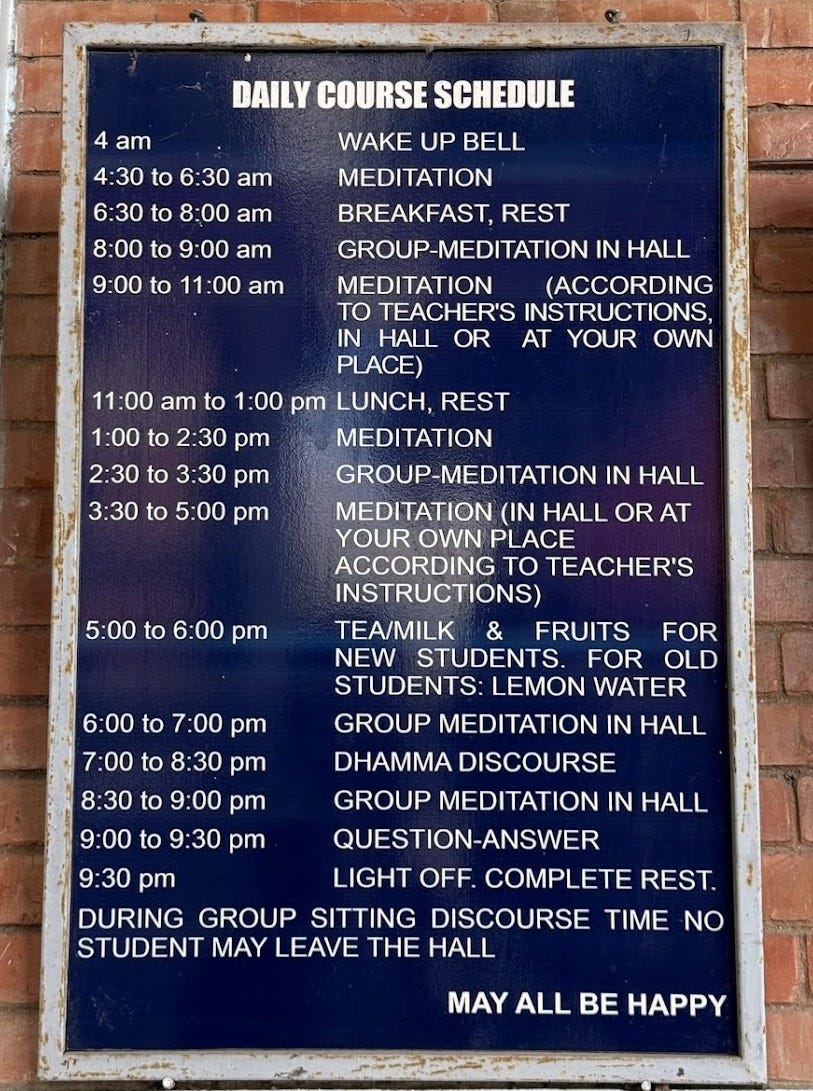 DAILY COURSE SCHEDULE
4 am WAKE UP BELL
4:30 to 6:30 am MEDITATION
6:30 to 8:00 am BREAKFAST, REST
8:00 to 9:00 am GROUP-MEDITATION IN HALL
9:00 to 11:00 am MEDITATION (ACCORDING
TO TEACHER'S INSTRUCTIONS,
IN HALL OR AT YOUR OWN
PLACE)
11:00 am to 1:00 pm LUNCH, REST
1:00 to 2:30 pm MEDITATION
2:30 to 3:30 pm GROUP-MEDITATION IN HALL
3:30 to 5:00 pm MEDITATION (IN HALL OR AT
YOUR OWN PLACE
ACCORDING TO TEACHER'S
INSTRUCTIONS)
5:00 to 6:00 pm TEA/MILK & FRUITS FOR
NEW STUDENTS. FOR OLD
STUDENTS: LEMON WATER
6:00 to 7:00 pm GROUP MEDITATION IN HALL
7:00 to 8:30 pm DHAMMA DISCOURSE
8:30 to 9:00 pm GROUP MEDITATION IN HALL
9:00 to 9:30 pm QUESTION-ANSWER
9:30 pm LIGHT OFF. COMPLETE REST.
DURING GROUP SITTING DISCOURSE TIME NO
STUDENT MAY LEAVE THE HALL
MAY ALL BE HAPPY